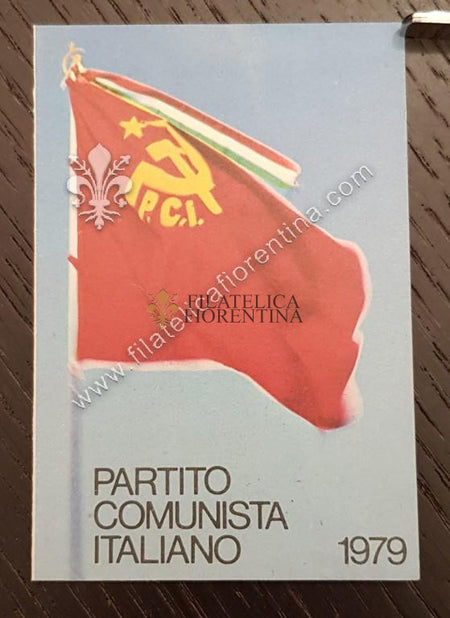 P.C.I.
www.filatelicafiorentina.com
FILATELICA
FIORENTINA
PARTITO
COMUNISTA
ITALIANO 1979